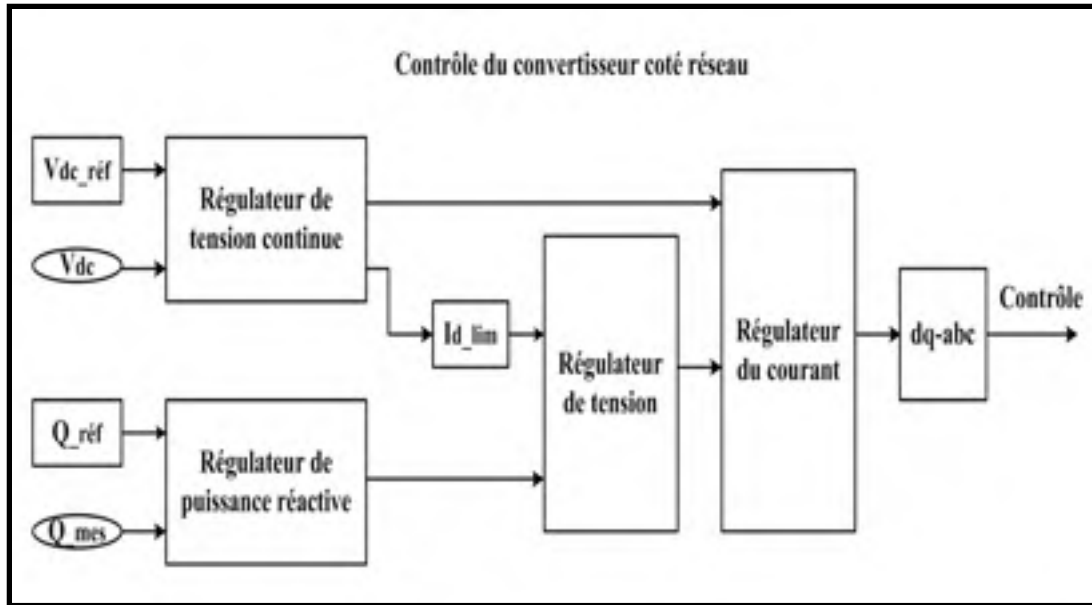 Contrôle du convertisseur coté réseau
Vdc_réf
Régulateur de
tension continue
Vdc
Id_lim
Régulateur
de tension
Régulateur
du courant
dq-abc
Contrôle
Q_réf
Régulateur de
puissance réactive
Q_mes